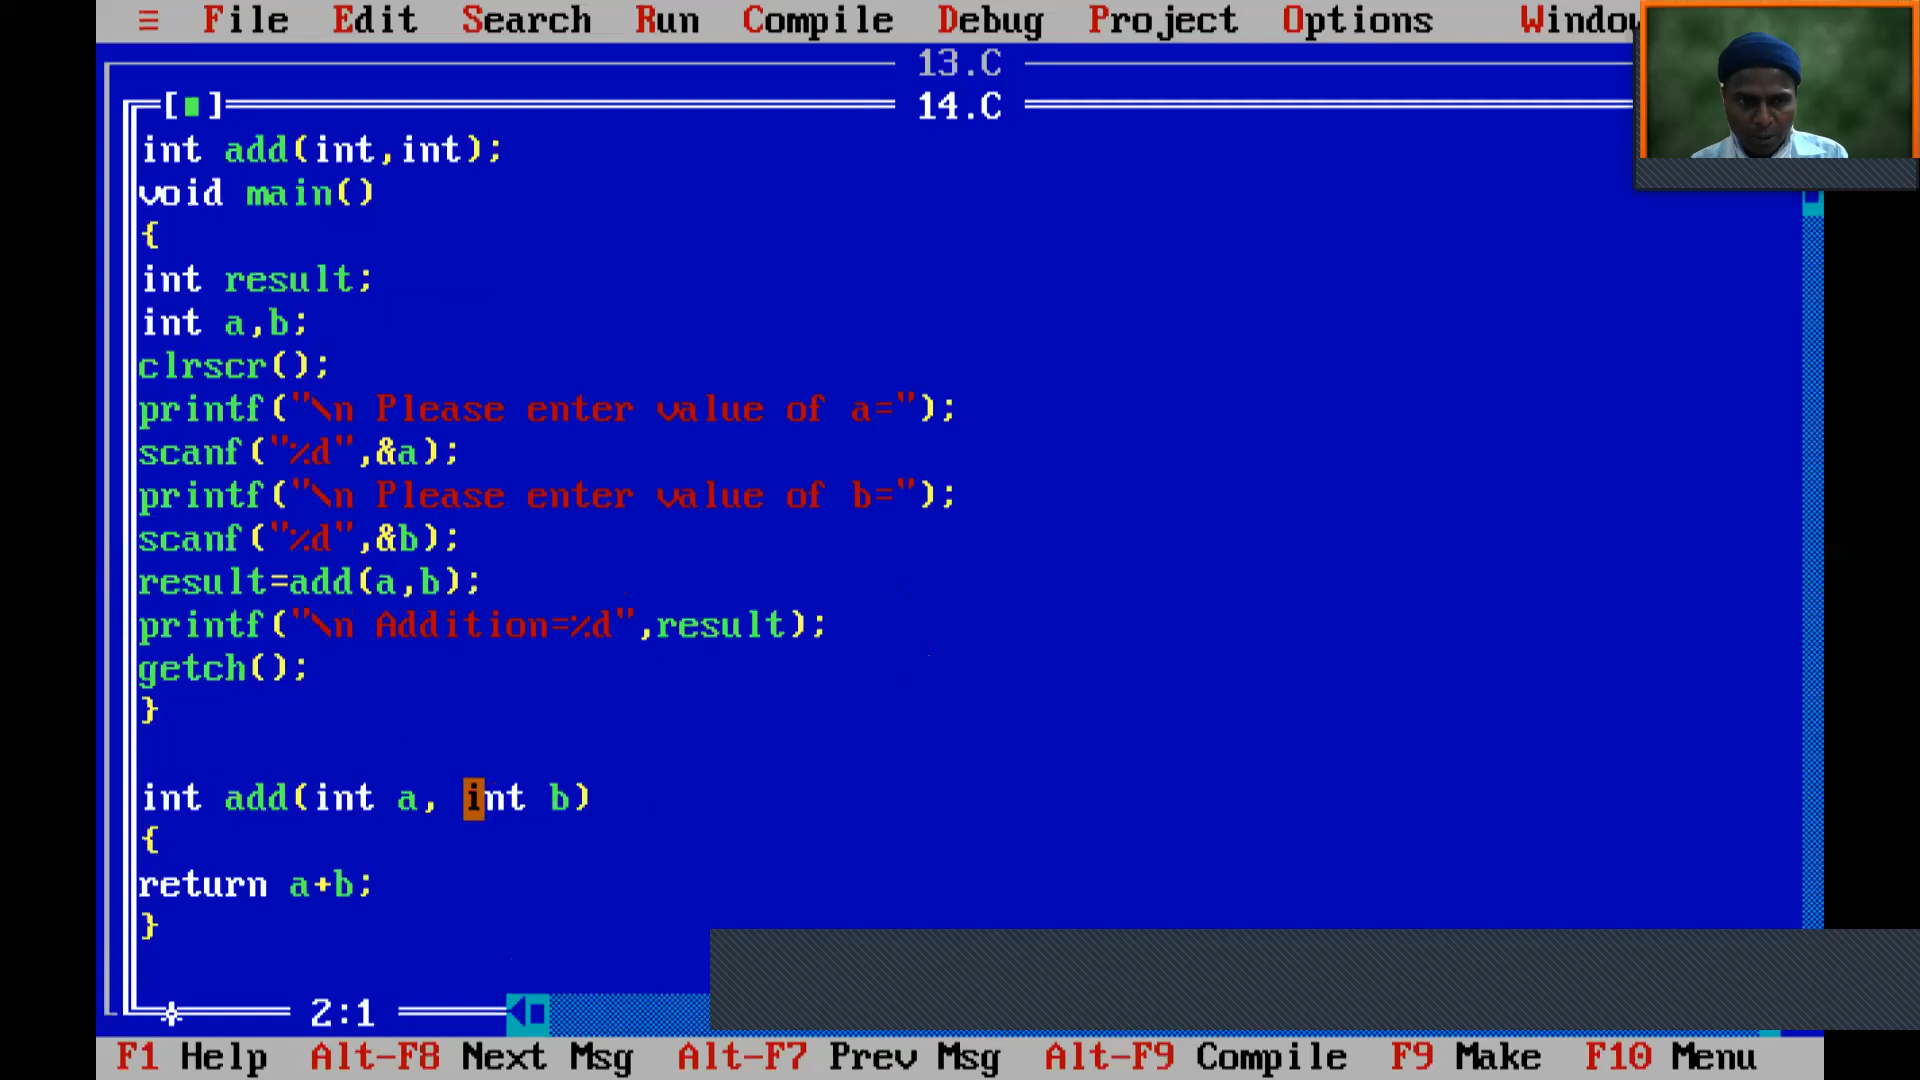 ≡ File Edit Search Run Compile Debug Project Options Window
13.C
[■] 14.C
int add(int,int);
void main()
{
int result;
int a,b;
clrscr();
printf("\n Please enter value of a=");
scanf("%d",&a);
printf("\n Please enter value of b=");
scanf("%d",&b);
result=add(a,b);
printf("\n Addition=%d",result);
getch();
}
int add(int a, int b)
{
return a+b;
}
2:1
F1 Help Alt-F8 Next Msg Alt-F7 Prev Msg Alt-F9 Compile F9 Make F10 Menu